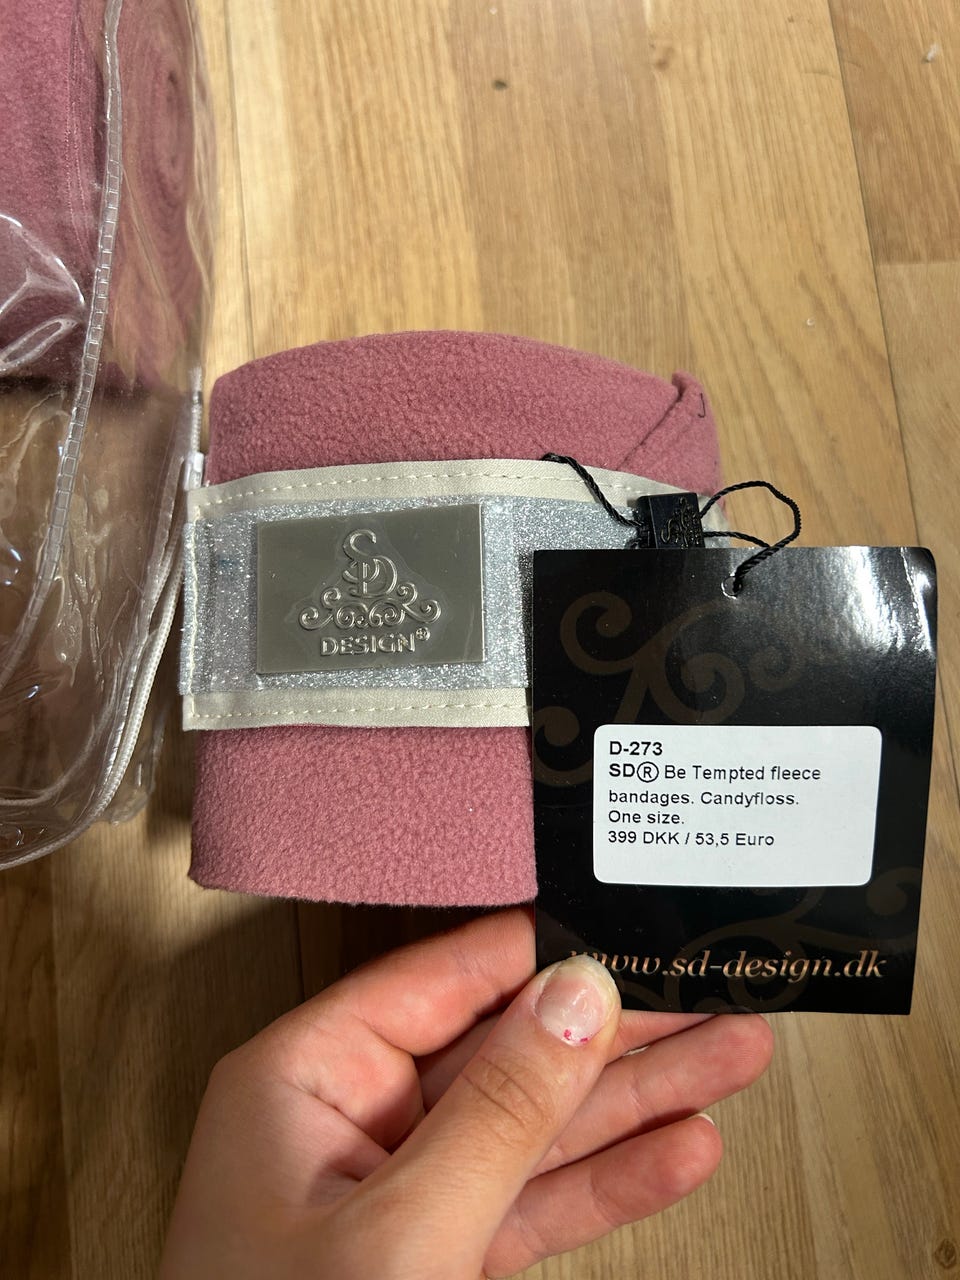 SD
DESIGN®
SD
D-273
SD® Be Tempted fleece
bandages. Candyfloss.
One size.
399 DKK / 53,5 Euro
www.sd-design.dk